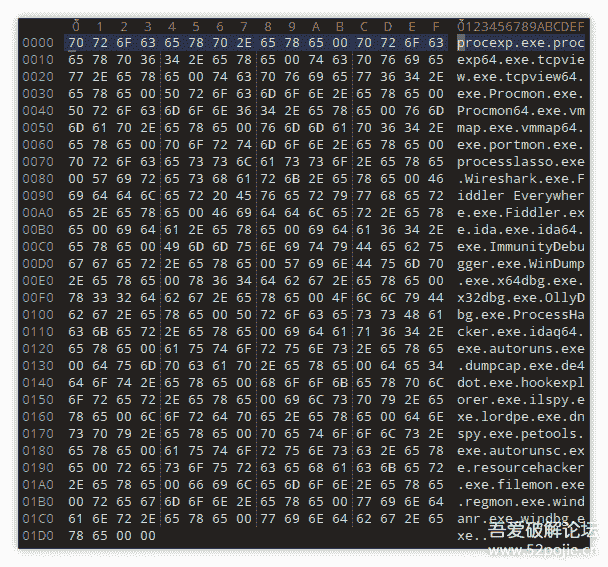 0 1 2 3 4 5 6 7 8 9 A B C D E F 0123456789ABCDEF
0000 70 72 6F 63 65 78 70 2E 65 78 65 00 70 72 6F 63 procexp.exe.proc
0010 65 78 70 36 34 2E 65 78 65 00 74 63 70 76 69 65 exp64.exe.tcpvie
0020 77 2E 65 78 65 00 74 63 70 76 69 65 77 36 34 2E w.exe.tcpview64.
0030 65 78 65 00 50 72 6F 63 6D 6F 6E 2E 65 78 65 00 exe.Procmon.exe.
0040 50 72 6F 63 6D 6F 6E 36 34 2E 65 78 65 00 76 6D Procmon64.exe.vm
0050 6D 61 70 2E 65 78 65 00 76 6D 6D 61 70 36 34 2E map.exe.vmmap64.
0060 65 78 65 00 70 6F 72 74 6D 6F 6E 2E 65 78 65 00 exe.portmon.exe.
0070 70 72 6F 63 65 73 73 6C 61 73 73 6F 2E 65 78 65 processlasso.exe
0080 00 57 69 72 65 73 68 61 72 6B 2E 65 78 65 00 46 .Wireshark.exe.F
0090 69 64 64 6C 65 72 20 45 76 65 72 79 77 68 65 72 iddler Everywher
00A0 65 2E 65 78 65 00 46 69 64 64 6C 65 72 2E 65 78 e.exe.Fiddler.ex
00B0 65 00 69 64 61 2E 65 78 65 00 69 64 61 36 34 2E e.ida.exe.ida64.
00C0 65 78 65 00 49 6D 6D 75 6E 69 74 79 44 65 62 75 exe.ImmunityDebu
00D0 67 67 65 72 2E 65 78 65 00 57 69 6E 44 75 6D 70 gger.exe.WinDump
00E0 2E 65 78 65 00 78 36 34 64 62 67 2E 65 78 65 00 .exe.x64dbg.exe.
00F0 78 33 32 64 62 67 2E 65 78 65 00 4F 6C 6C 79 44 x32dbg.exe.OllyD
0100 62 67 2E 65 78 65 00 50 72 6F 63 65 73 73 48 61 bg.exe.ProcessHa
0110 63 6B 65 72 2E 65 78 65 00 69 64 61 71 36 34 2E cker.exe.idaq64.
0120 65 78 65 00 61 75 74 6F 72 75 6E 73 2E 65 78 65 exe.autoruns.exe
0130 00 64 75 6D 70 63 61 70 2E 65 78 65 00 64 65 34 .dumpcap.exe.de4
0140 64 6F 74 2E 65 78 65 00 68 6F 6F 6B 65 78 70 6C dot.exe.hookexpl
0150 6F 72 65 72 2E 65 78 65 00 69 6C 73 70 79 2E 65 orer.exe.ilspy.e
0160 78 65 00 6C 6F 72 64 70 65 2E 65 78 65 00 64 6E xe.lordpe.exe.dn
0170 73 70 79 2E 65 78 65 00 70 65 74 6F 6F 6C 73 2E spy.exe.petools.
0180 65 78 65 00 61 75 74 6F 72 75 6E 73 63 2E 65 78 exe.autorunsc.ex
0190 65 00 72 65 73 6F 75 72 63 65 68 61 63 6B 65 72 e.resourcehacker
01A0 2E 65 78 65 00 66 69 6C 65 6D 6F 6E 2E 65 78 65 .exe.filemon.exe
01B0 00 72 65 67 6D 6F 6E 2E 65 78 65 00 77 69 6E 64 .regmon.exe.wind
01C0 61 6E 72 2E 65 78 65 00 77 69 6E 64 62 67 2E 65 anr.exe.windbg.e
01D0 78 65 00 00 xe..
吾爱破解论坛
www.52pojie.cn